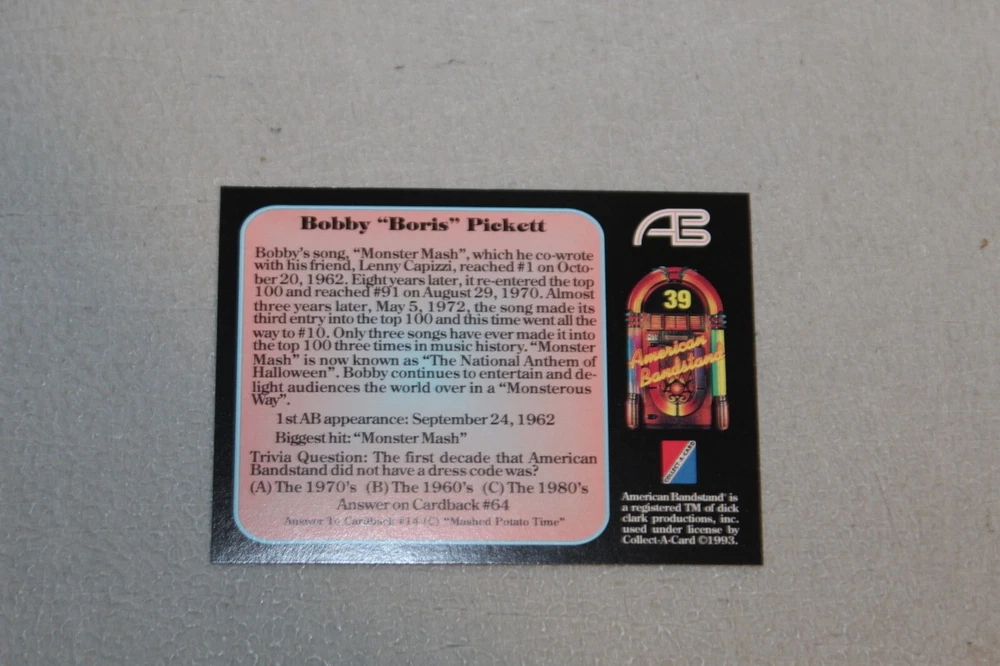 Bobby "Boris" Pickett
Bobby's song, "Monster Mash", which he co-wrote
with his friend, Lenny Capizzi, reached #1 on Octo-
ber 20, 1962. Eight years later, it re-entered the top
100 and reached #91 on August 29, 1970. Almost
three years later, May 5, 1972, the song made its
third entry into the top 100 and this time went all the
way to #10. Only three songs have ever made it into
the top 100 three times in music history. "Monster
Mash" is now known as "The National Anthem of
Halloween". Bobby continues to entertain and de-
light audiences the world over in a "Monsterous
Way".
1st AB appearance: September 24, 1962
Biggest hit: "Monster Mash"
Trivia Question: The first decade that American
Bandstand did not have a dress code was?
(A) The 1970's (B) The 1960's (C) The 1980's
Answer on Cardback #64
Answer To Cardback #14 (C) "Mashed Potato Time"
AB
39
American
Bandstand
COLLECT-A-CARD
American Bandstand® is
a registered TM of dick
clark productions, inc.
used under license by
Collect-A-Card ©1993.